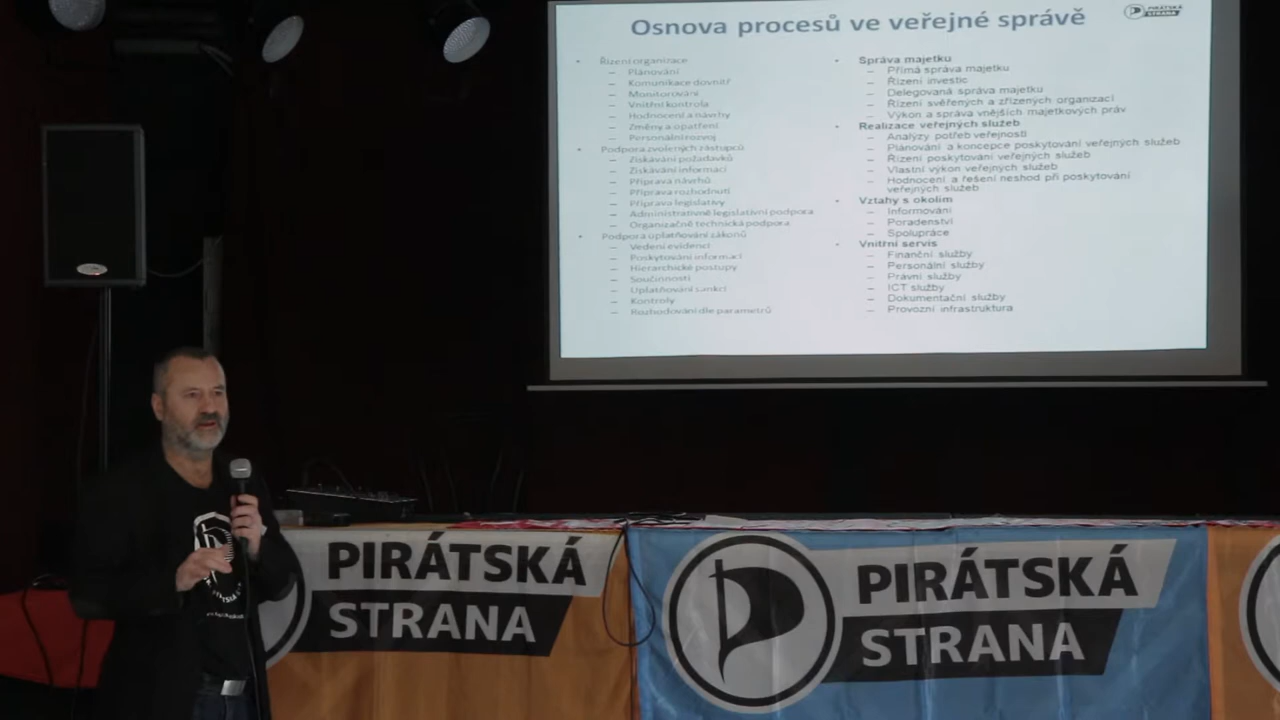 Osnova procesů ve veřejné správě
PIRÁTSKÁ
STRANA
Řízení organizace
Plánování
Komunikace dovnitř
Monitorování
Vnitřní kontrola
Hodnocení a návrhy
Změny a opatření
Personální rozvoj
Podpora zvolených zástupců
Získávání požadavků
Získávání informací
Příprava návrhů
Příprava rozhodnutí
Příprava legislativy
Administrativně legislativní podpora
Organizačně technická podpora
Podpora uplatňování zákonů
Vedení evidencí
Poskytování informací
Hierarchické postupy
Součinnosti
Uplatňování sankcí
Kontroly
Rozhodování dle parametrů
Správa majetku
Přímá správa majetku
Řízení investic
Delegovaná správa majetku
Řízení svěřených a zřízených organizací
Výkon a správa vnějších majetkových práv
Realizace veřejných služeb
Analýzy potřeb veřejnosti
Plánování a koncepce poskytování veřejných služeb
Řízení poskytování veřejných služeb
Vlastní výkon veřejných služeb
Hodnocení a řešení neshod při poskytování
veřejných služeb
Vztahy s okolím
Informování
Poradenství
Spolupráce
Vnitřní servis
Finanční služby
Personální služby
Právní služby
ICT služby
Dokumentační služby
Provozní infrastruktura
PIRÁTSKÁ
STRANA
PIRÁTSKÁ
STRANA